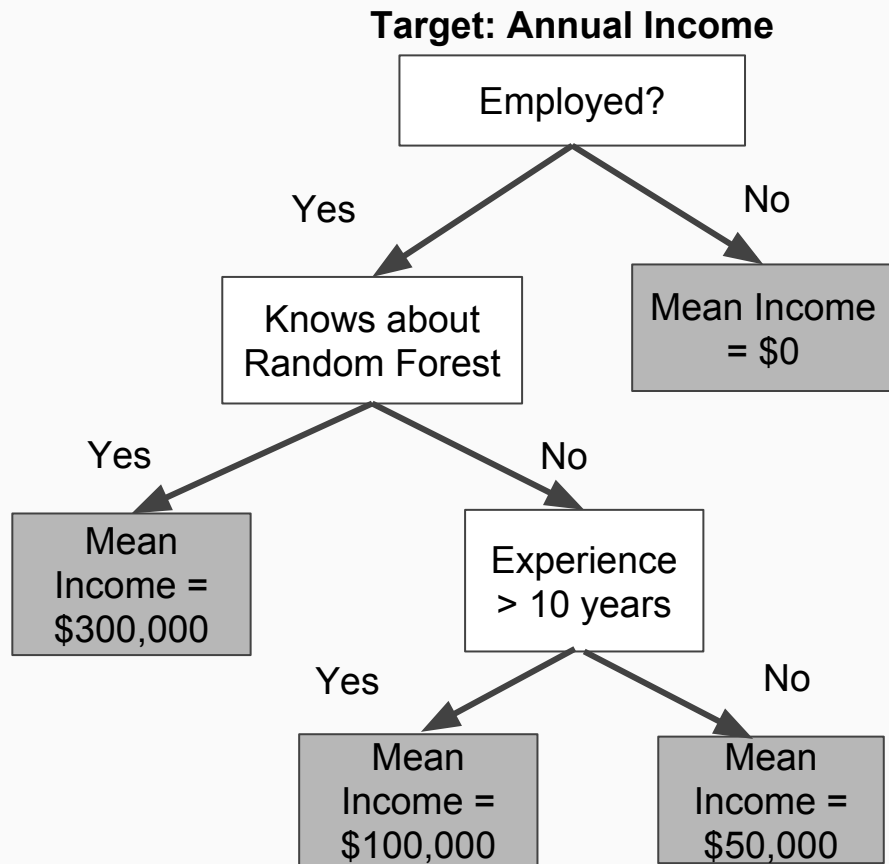 Target: Annual Income
Employed?
Yes
No
Knows about
Random Forest
Mean Income
= $0
Yes
No
Mean
Income =
$300,000
Experience
> 10 years
Yes
No
Mean
Income =
$100,000
Mean
Income =
$50,000